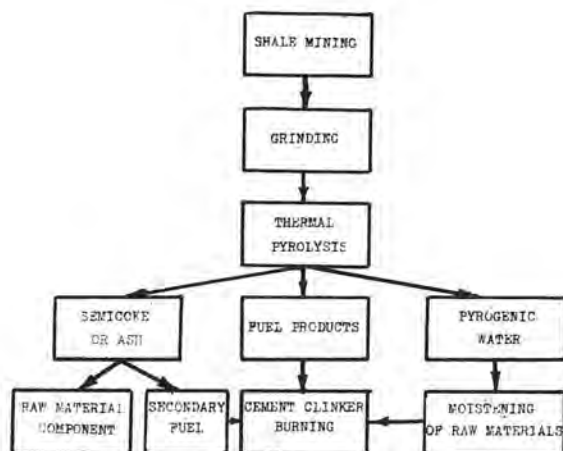 SHALE MINING
GRINDING
THERMAL
PYROLYSIS
SEMICOKE
OR ASH
FUEL PRODUCTS
PYROGENIC
WATER
RAW MATERIAL
COMPONENT
SECONDARY
FUEL
CEMENT CLINKER
BURNING
MOISTENING
OF RAW MATERIALS